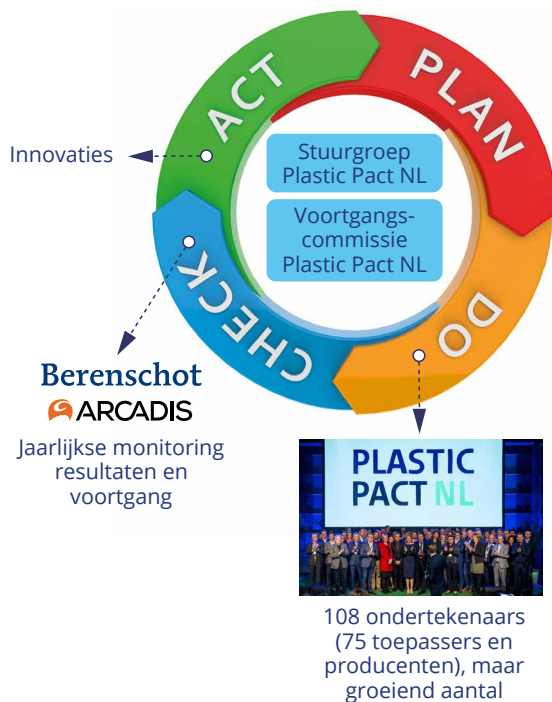 ACT
PLAN
Innovaties
Stuurgroep
Plastic Pact NL
Voortgangs-
commissie
Plastic Pact NL
CHECK
DO
Berenschot
ARCADIS
Jaarlijkse monitoring
resultaten en
voortgang
PLASTIC
PACT NL
108 ondertekenaars
(75 toepassers en
producenten), maar
groeiend aantal